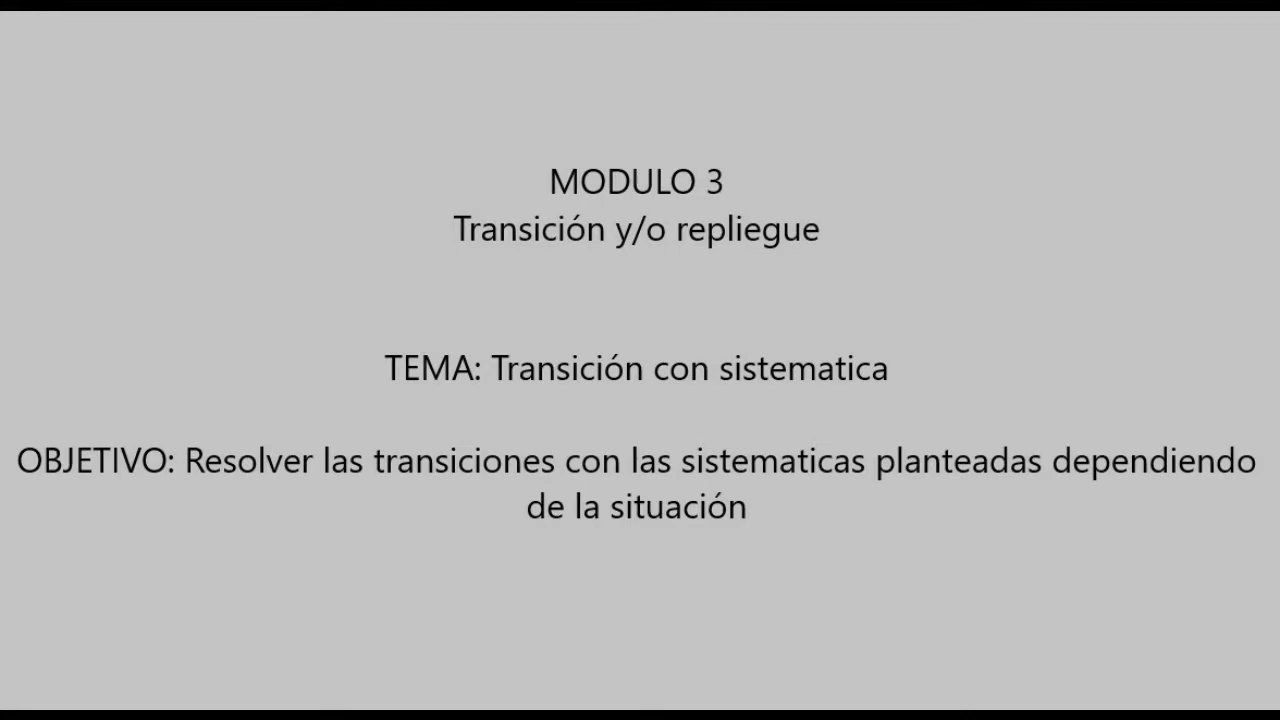 MODULO 3
Transición y/o repliegue
TEMA: Transición con sistematica
OBJETIVO: Resolver las transiciones con las sistematicas planteadas dependiendo
de la situación